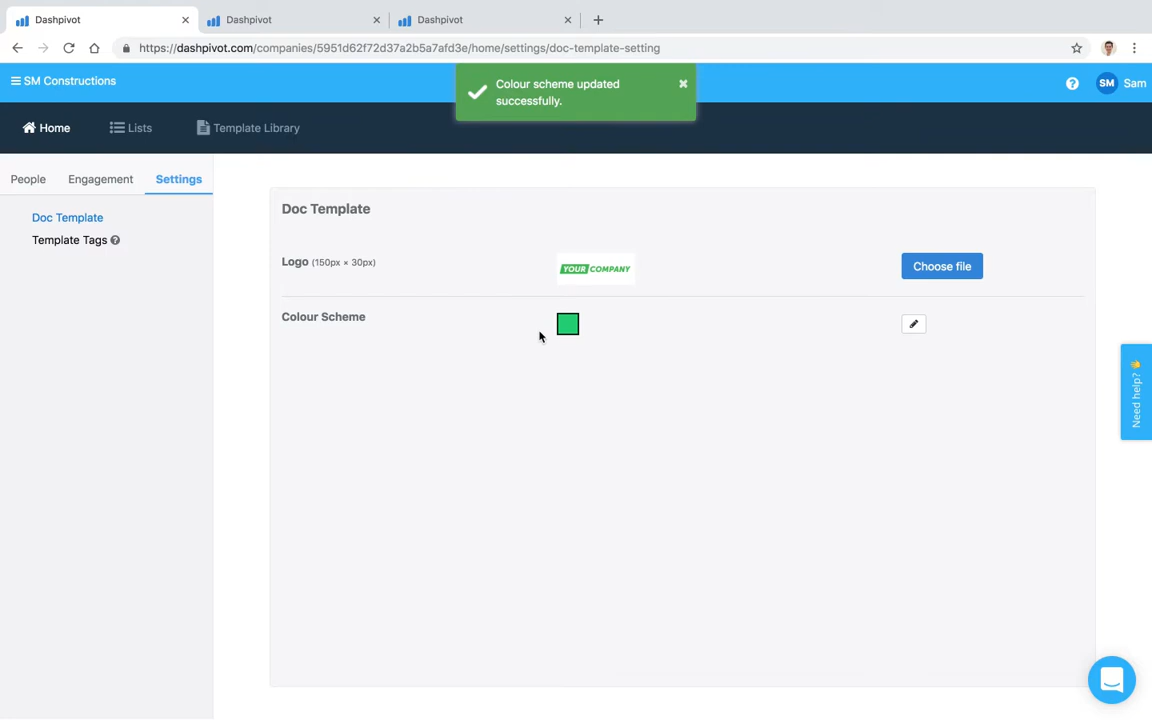 Dashpivot
Dashpivot
Dashpivot
https://dashpivot.com/companies/5951d62f72d37a2b5a7afd3e/home/settings/doc-template-setting
SM Constructions
Colour scheme updated
successfully.
SM Sam
Home
Lists
Template Library
People
Engagement
Settings
Doc Template
Template Tags
Doc Template
Logo (150px × 30px)
YOUR COMPANY
Choose file
Colour Scheme
Need help?